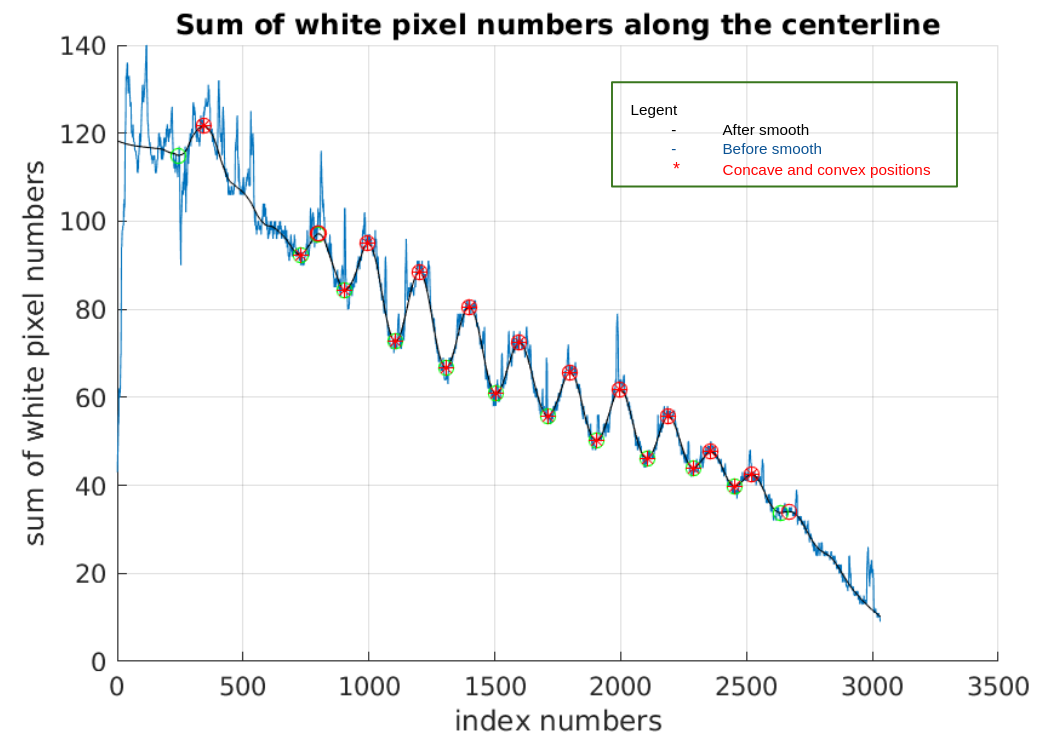 Sum of white pixel numbers along the centerline
140
120
100
80
60
40
20
0
sum of white pixel numbers
Legent
- After smooth
- Before smooth
* Concave and convex positions
0 500 1000 1500 2000 2500 3000 3500
index numbers